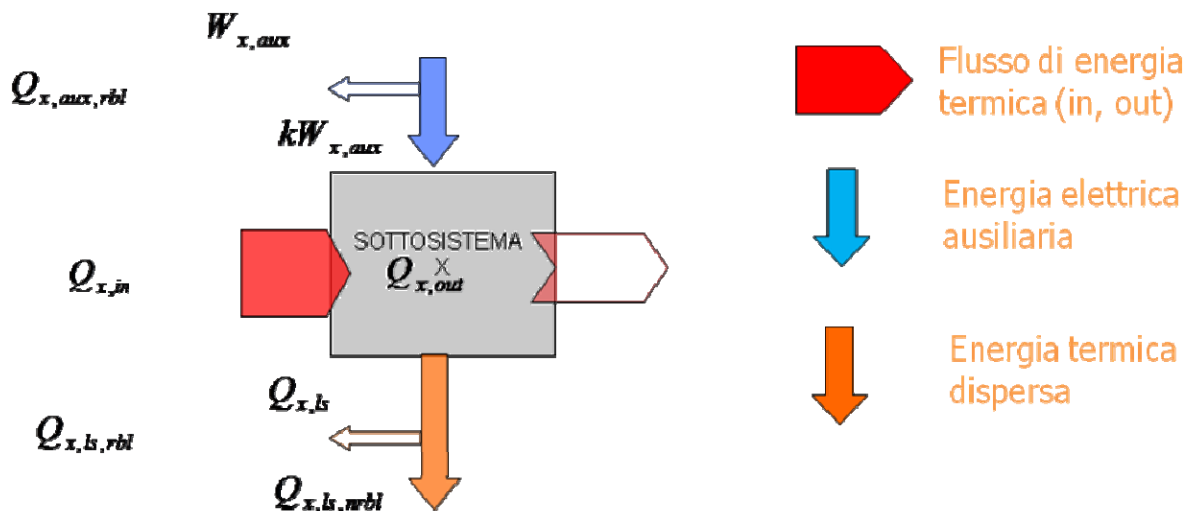 W x,aux
Q x,aux,rbl
kW x,aux
SOTTOSISTEMA
X
Q x,in
Q x,out
Q x,ls
Q x,ls,rbl
Q x,ls,nrbl
Flusso di energia
termica (in, out)
Energia elettrica
ausiliaria
Energia termica
dispersa